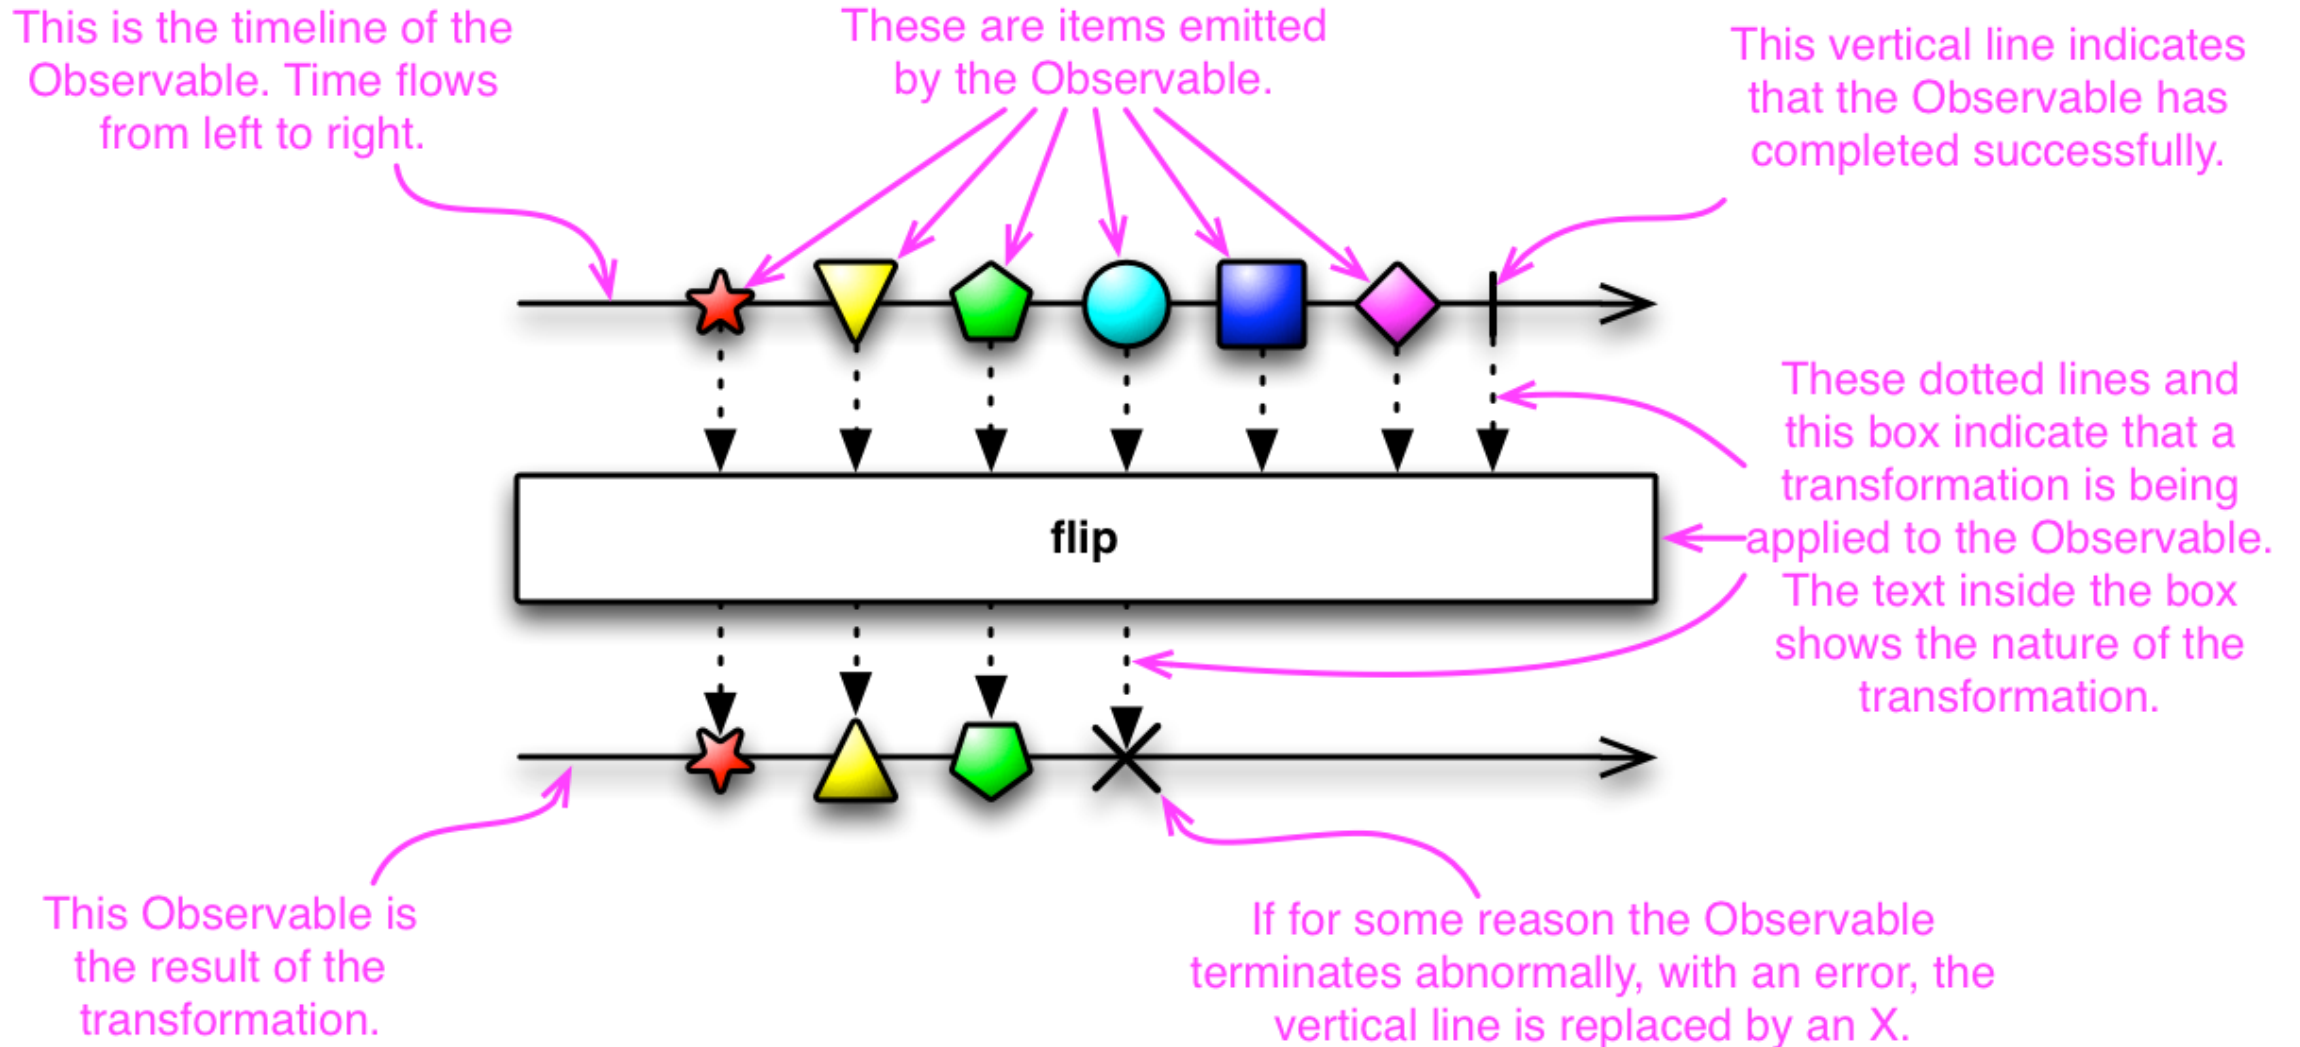 This is the timeline of the
Observable. Time flows
from left to right.
These are items emitted
by the Observable.
This vertical line indicates
that the Observable has
completed successfully.
These dotted lines and
this box indicate that a
transformation is being
applied to the Observable.
The text inside the box
shows the nature of the
transformation.
flip
This Observable is
the result of the
transformation.
If for some reason the Observable
terminates abnormally, with an error, the
vertical line is replaced by an X.